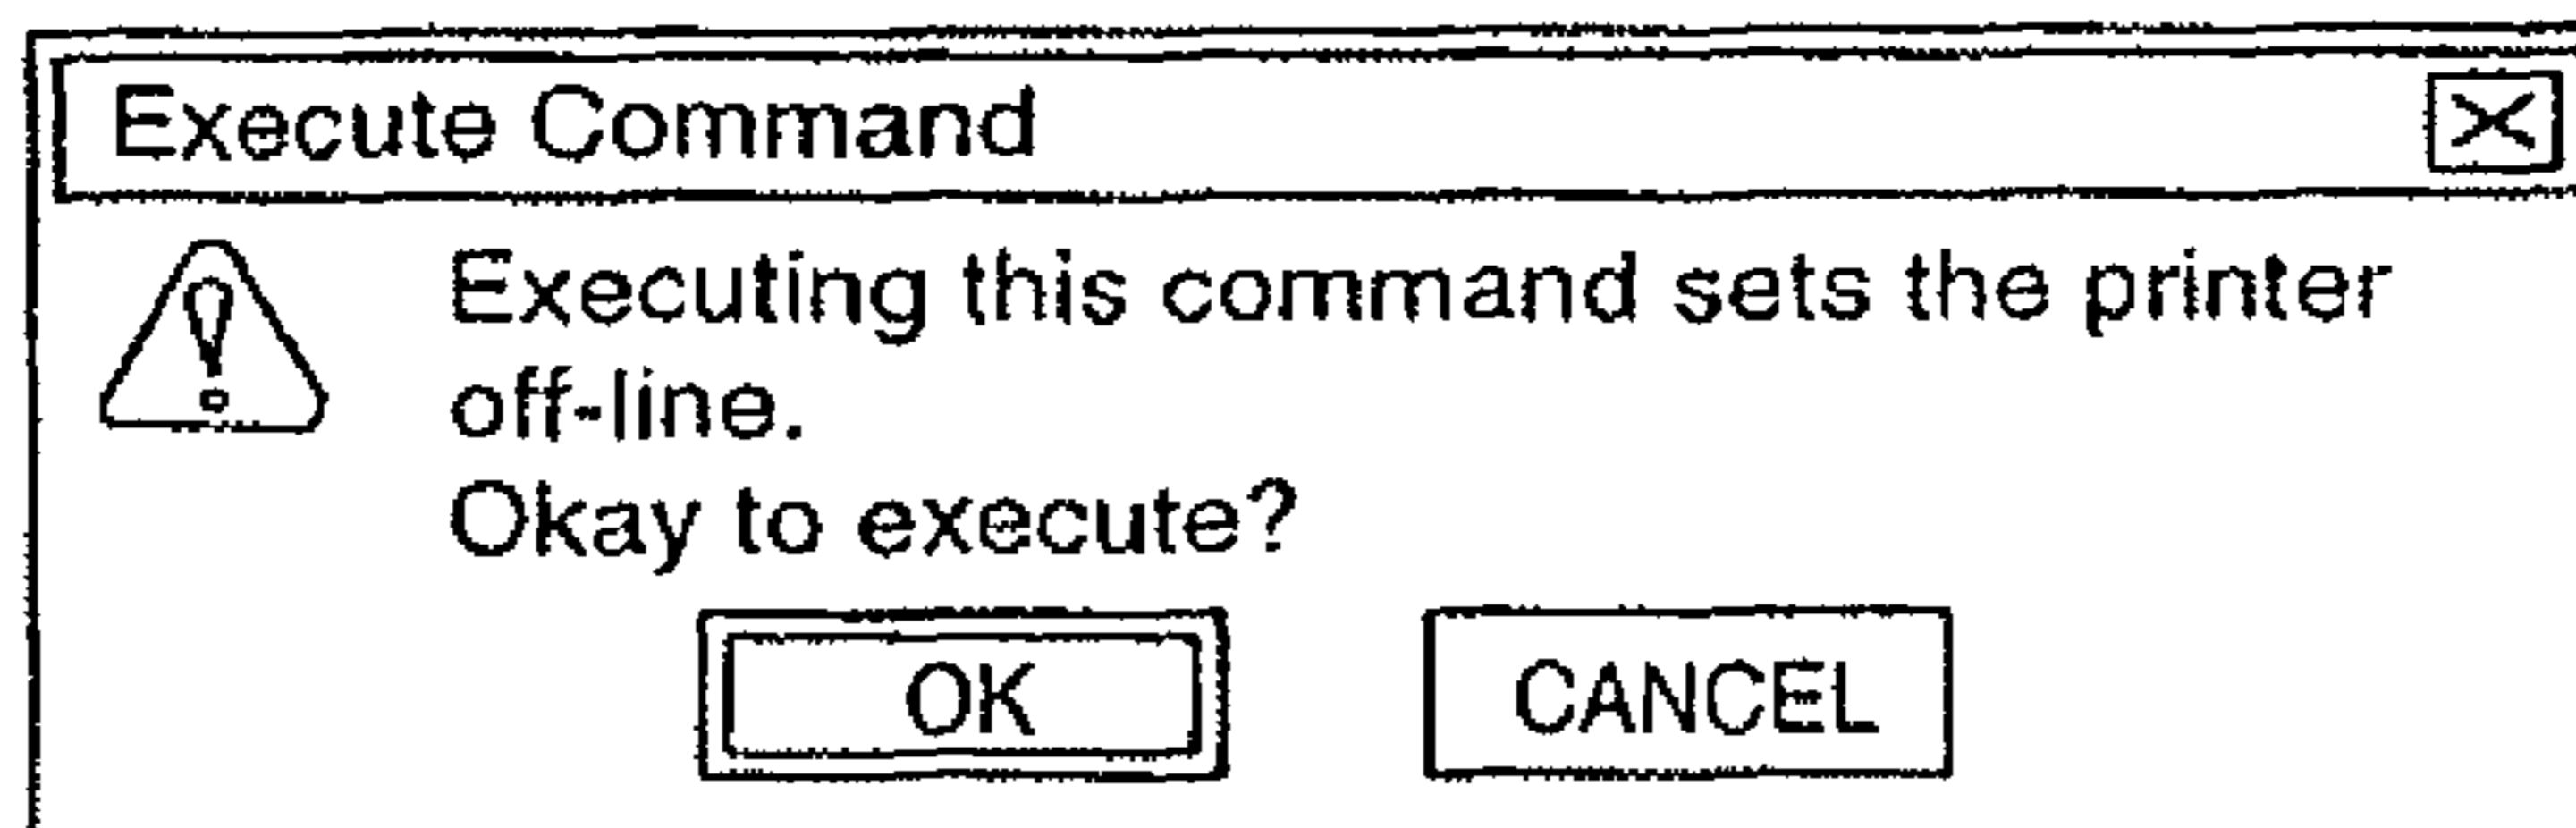 Execute Command
Executing this command sets the printer
off-line.
Okay to execute?
OK CANCEL